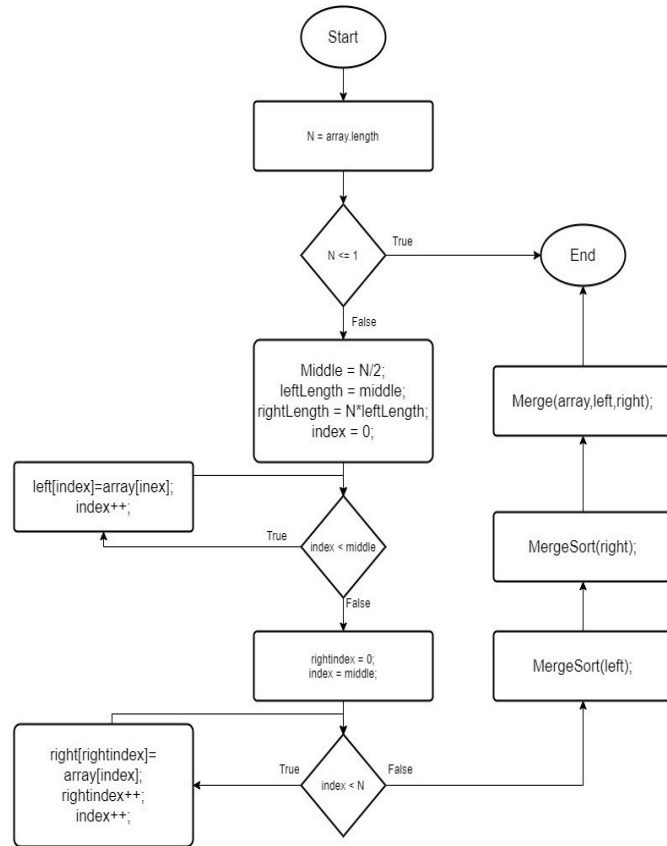 Start
N = array.length
N <= 1
True
End
False
Middle = N/2;
leftLength = middle;
rightLength = N*leftLength;
index = 0;
Merge(array,left,right);
left[index]=array[inex];
index++;
True
index < middle
MergeSort(right);
False
rightindex = 0;
index = middle;
MergeSort(left);
right[rightindex]=
array[index];
rightindex++;
index++;
True
index < N
False